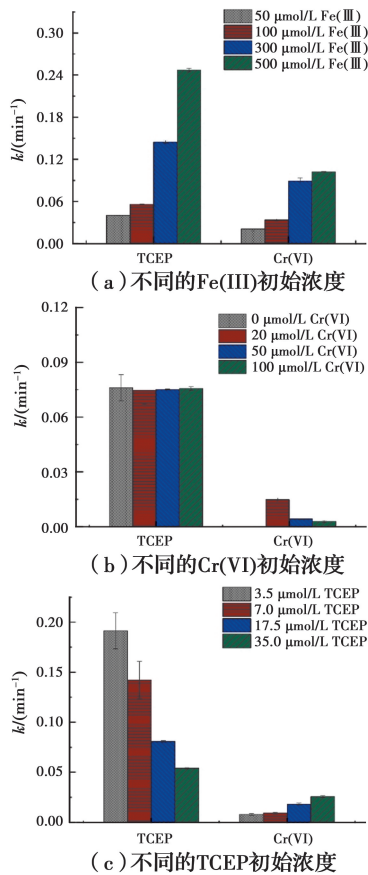 50 μmol/L Fe(Ⅲ)
100 μmol/L Fe(Ⅲ)
300 μmol/L Fe(Ⅲ)
500 μmol/L Fe(Ⅲ)
0.30
0.24
0.18
0.12
0.06
0.00
k/(min⁻¹)
TCEP Cr(VI)
(a)不同的Fe(III)初始浓度
0 μmol/L Cr(VI)
20 μmol/L Cr(VI)
50 μmol/L Cr(VI)
100 μmol/L Cr(VI)
0.12
0.09
0.06
0.03
0.00
k/(min⁻¹)
TCEP Cr(VI)
(b)不同的Cr(VI)初始浓度
3.5 μmol/L TCEP
7.0 μmol/L TCEP
17.5 μmol/L TCEP
35.0 μmol/L TCEP
0.20
0.15
0.10
0.05
0.00
k/(min⁻¹)
TCEP Cr(VI)
(c)不同的TCEP初始浓度